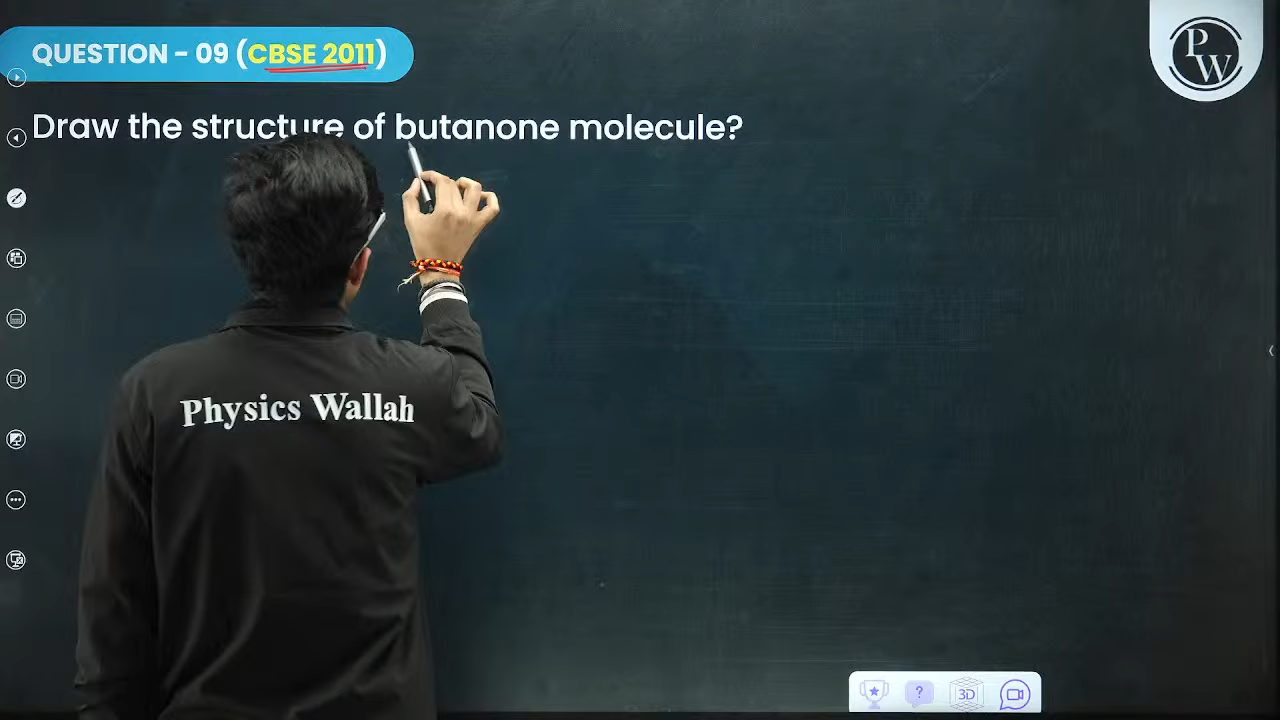 QUESTION - 09 (CBSE 2011)
PW
Draw the structure of butanone molecule?
Physics Wallah
?
3D